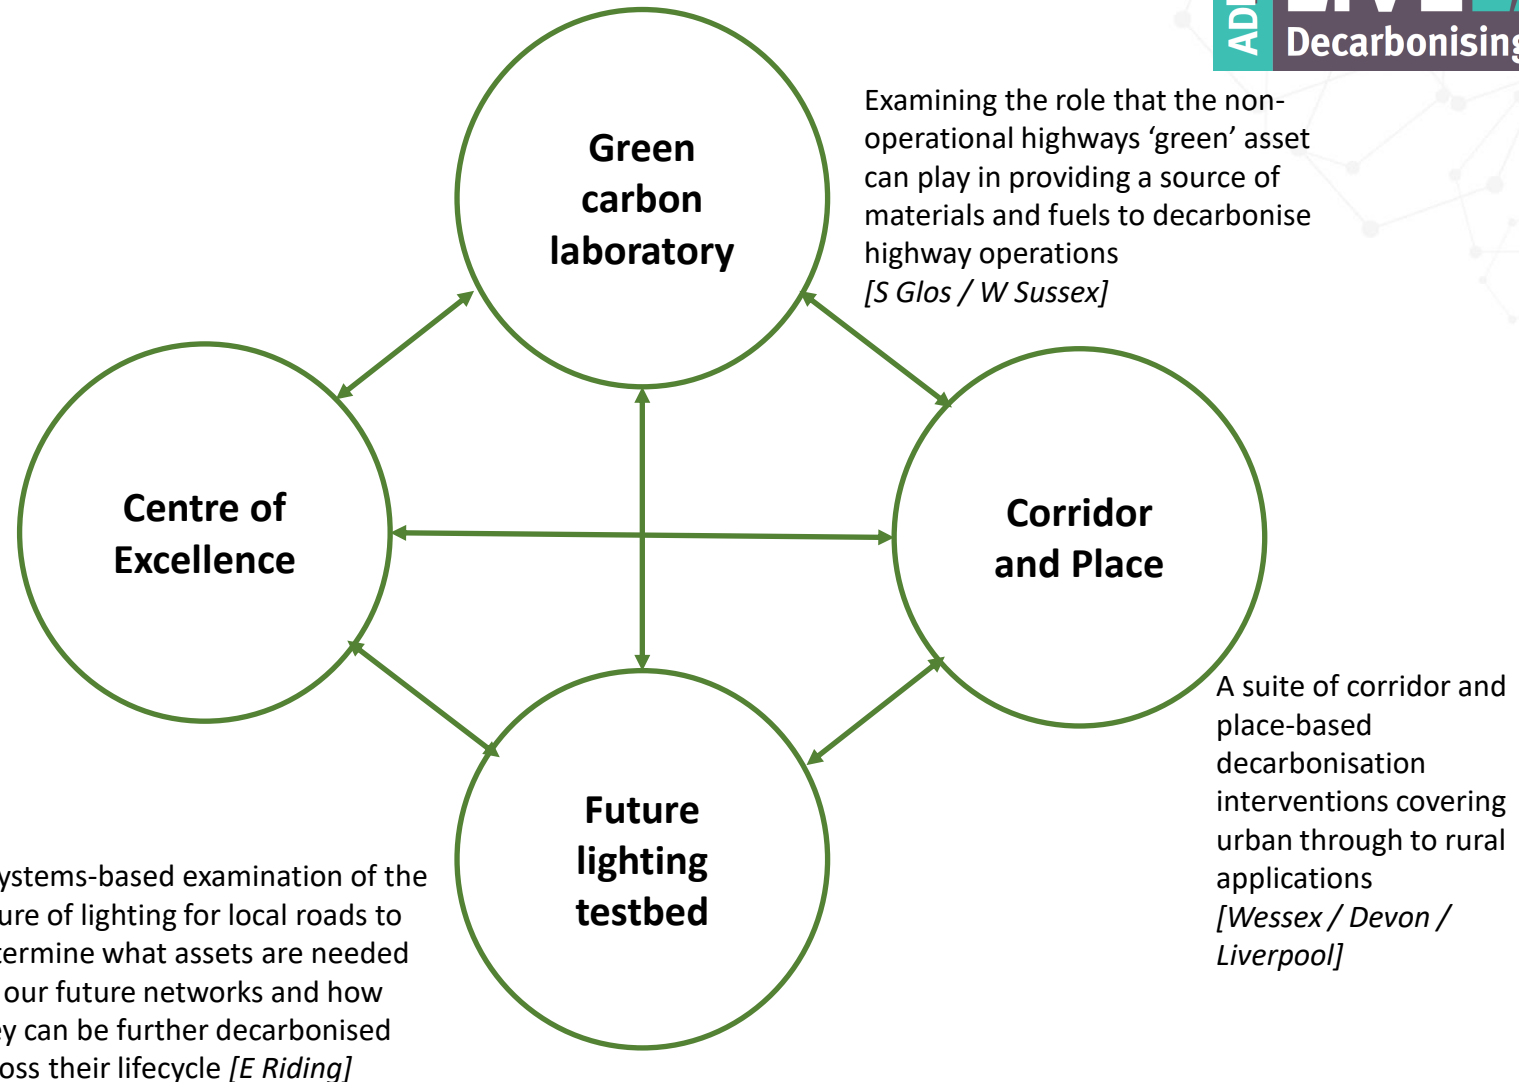 Decarbonising
Green
carbon
laboratory
Examining the role that the non-
operational highways ‘green’ asset
can play in providing a source of
materials and fuels to decarbonise
highway operations
[S Glos / W Sussex]
Centre of
Excellence
Corridor
and Place
A suite of corridor and
place-based
decarbonisation
interventions covering
urban through to rural
applications
[Wessex / Devon /
Liverpool]
Future
lighting
testbed
ystems-based examination of the
ure of lighting for local roads to
termine what assets are needed
our future networks and how
ey can be further decarbonised
oss their lifecycle [E Riding]